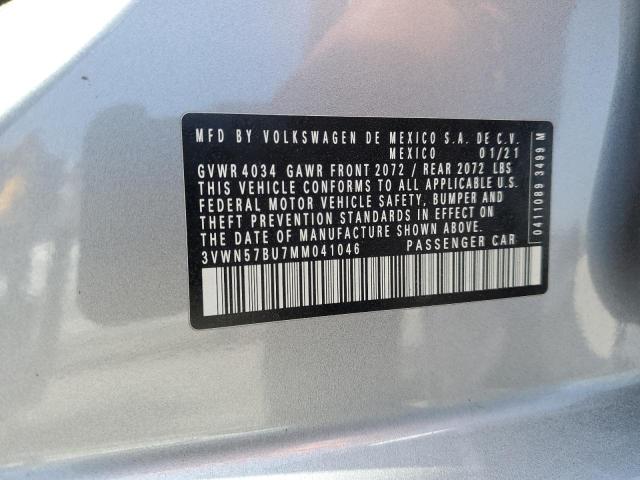 MFD BY VOLKSWAGEN DE MEXICO S.A. DE C.V.
MEXICO 01/21
GVWR 4034 GAWR FRONT 2072 / REAR 2072 LBS
THIS VEHICLE CONFORMS TO ALL APPLICABLE U.S.
FEDERAL MOTOR VEHICLE SAFETY, BUMPER AND
THEFT PREVENTION STANDARDS IN EFFECT ON
THE DATE OF MANUFACTURE SHOWN ABOVE.
3VWN57BU7MM041046 PASSENGER CAR
0411089 3499 M